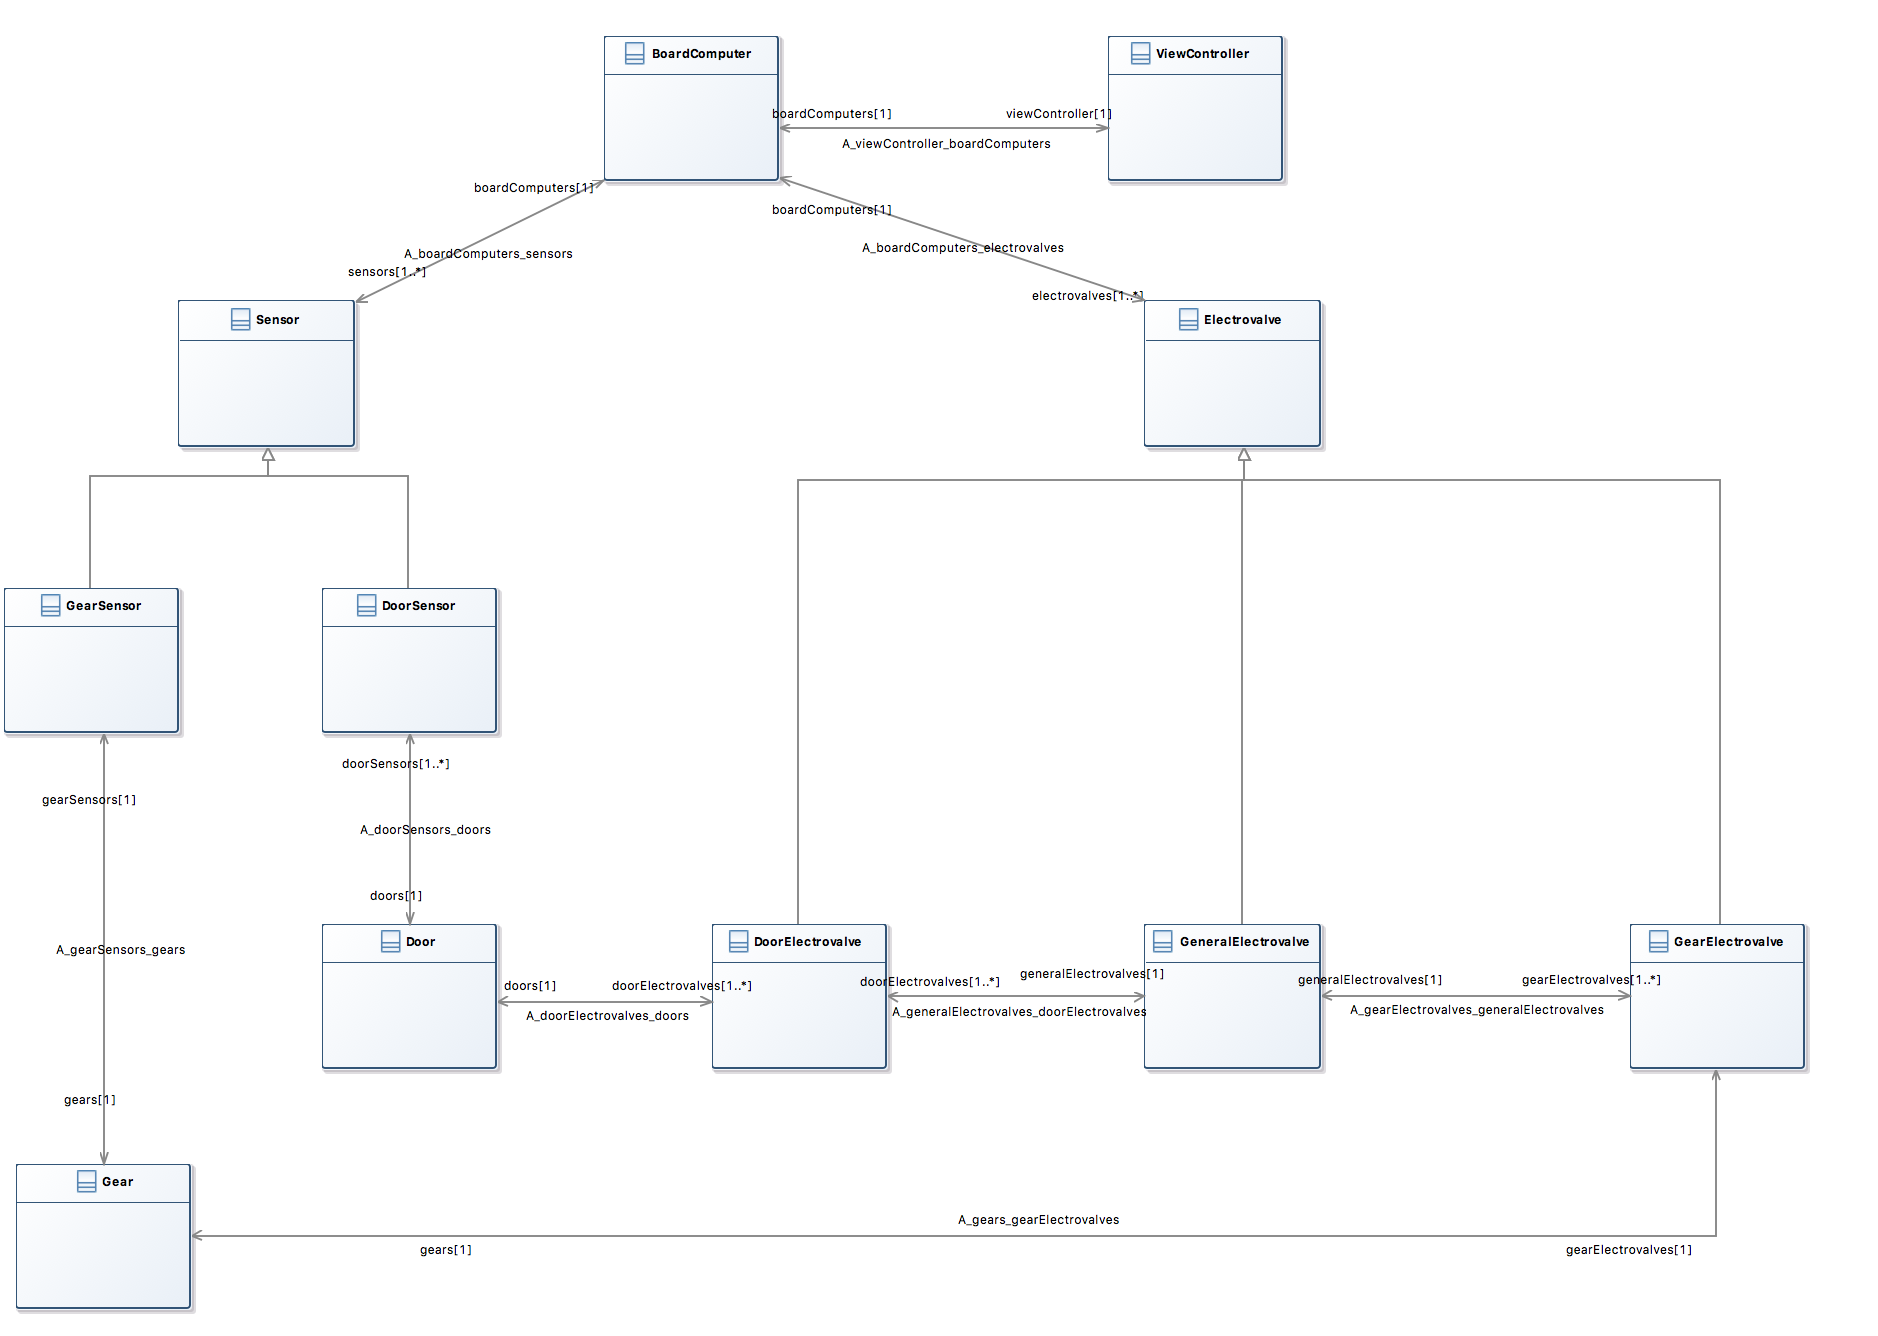 BoardComputer
ViewController
boardComputers[1]
viewController[1]
A_viewController_boardComputers
boardComputers[1]
boardComputers[1]
A_boardComputers_sensors
A_boardComputers_electrovalves
sensors[1..*]
electrovalves[1..*]
Sensor
Electrovalve
GearSensor
DoorSensor
doorSensors[1..*]
gearSensors[1]
A_doorSensors_doors
doors[1]
A_gearSensors_gears
Door
DoorElectrovalve
GeneralElectrovalve
GearElectrovalve
doors[1]
doorElectrovalves[1..*]
A_doorElectrovalves_doors
doorElectrovalves[1..*]
generalElectrovalves[1]
A_generalElectrovalves_doorElectrovalves
generalElectrovalves[1]
gearElectrovalves[1..*]
A_gearElectrovalves_generalElectrovalves
gears[1]
Gear
A_gears_gearElectrovalves
gears[1]
gearElectrovalves[1]